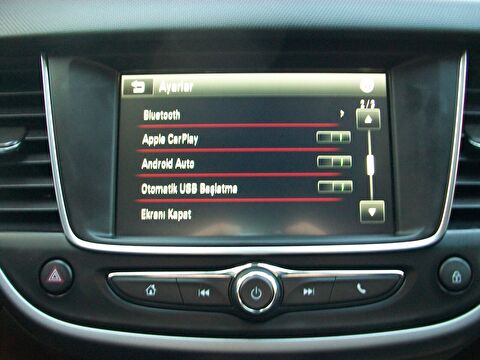 Ayarlar
2/3
Bluetooth
Apple CarPlay
Android Auto
Otomatik USB Başlatma
Ekranı Kapat